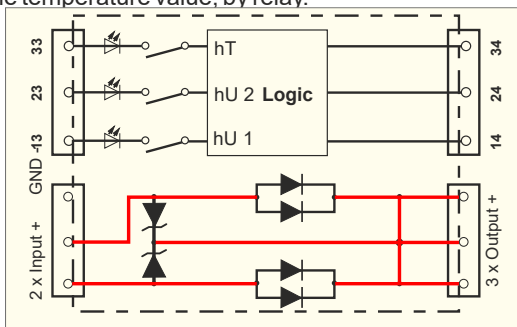 e temperature value, by relay.
33
hT
34
23
hU 2 Logic
24
-13
hU 1
14
GND
2 x Input +
3 x Output +